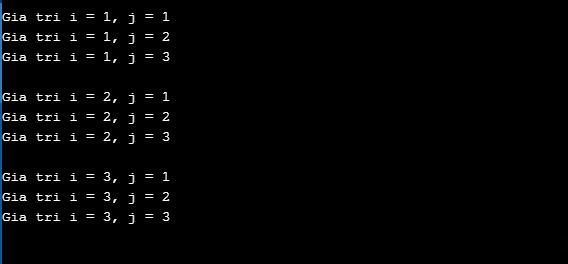 Gia tri i = 1, j = 1
Gia tri i = 1, j = 2
Gia tri i = 1, j = 3
Gia tri i = 2, j = 1
Gia tri i = 2, j = 2
Gia tri i = 2, j = 3
Gia tri i = 3, j = 1
Gia tri i = 3, j = 2
Gia tri i = 3, j = 3